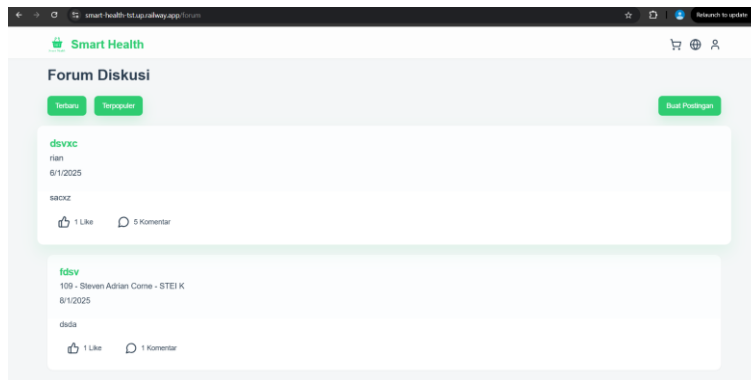 smart-health-tst.up.railway.app/forum
Relaunch to update
Smart Health
Forum Diskusi
Terbaru Terpopuler Buat Postingan
dsvxc
rian
6/1/2025
sacxz
1 Like 5 Komentar
fdsv
109 - Steven Adrian Corne - STEI K
8/1/2025
dsda
1 Like 1 Komentar